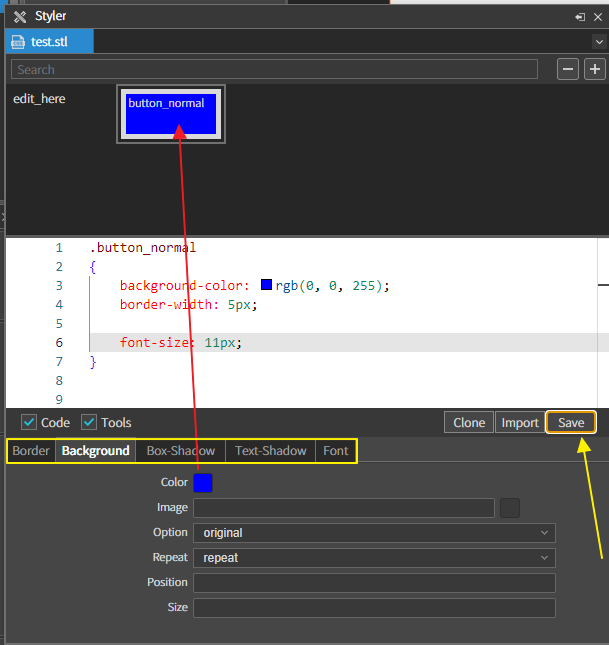 Styler
test.stl
Search
edit_here
button_normal
1 .button_normal
2 {
3 background-color: rgb(0, 0, 255);
4 border-width: 5px;
5
6 font-size: 11px;
7 }
8
9
Code Tools Clone Import Save
Border Background Box-Shadow Text-Shadow Font
Color
Image
Option original
Repeat repeat
Position
Size